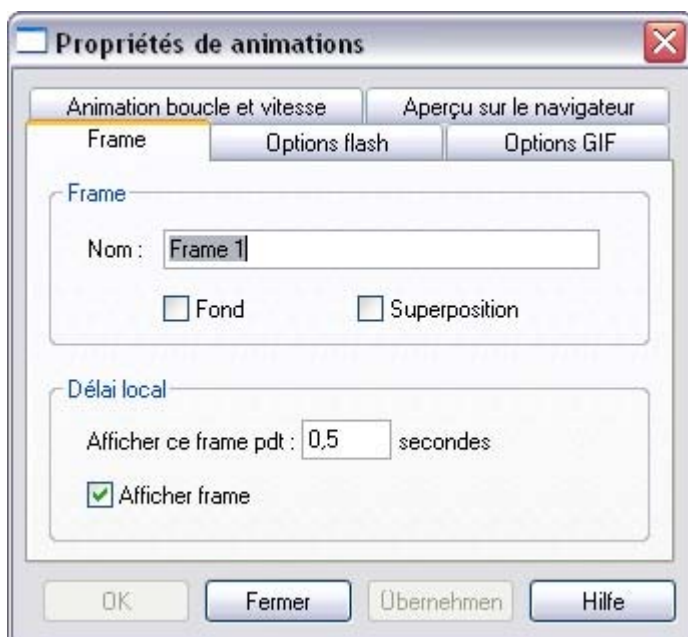 Propriétés de animations
Animation boucle et vitesse Aperçu sur le navigateur
Frame Options flash Options GIF
Frame
Nom : Frame 1
Fond Superposition
Délai local
Afficher ce frame pdt : 0,5 secondes
Afficher frame
OK Fermer Übernehmen Hilfe